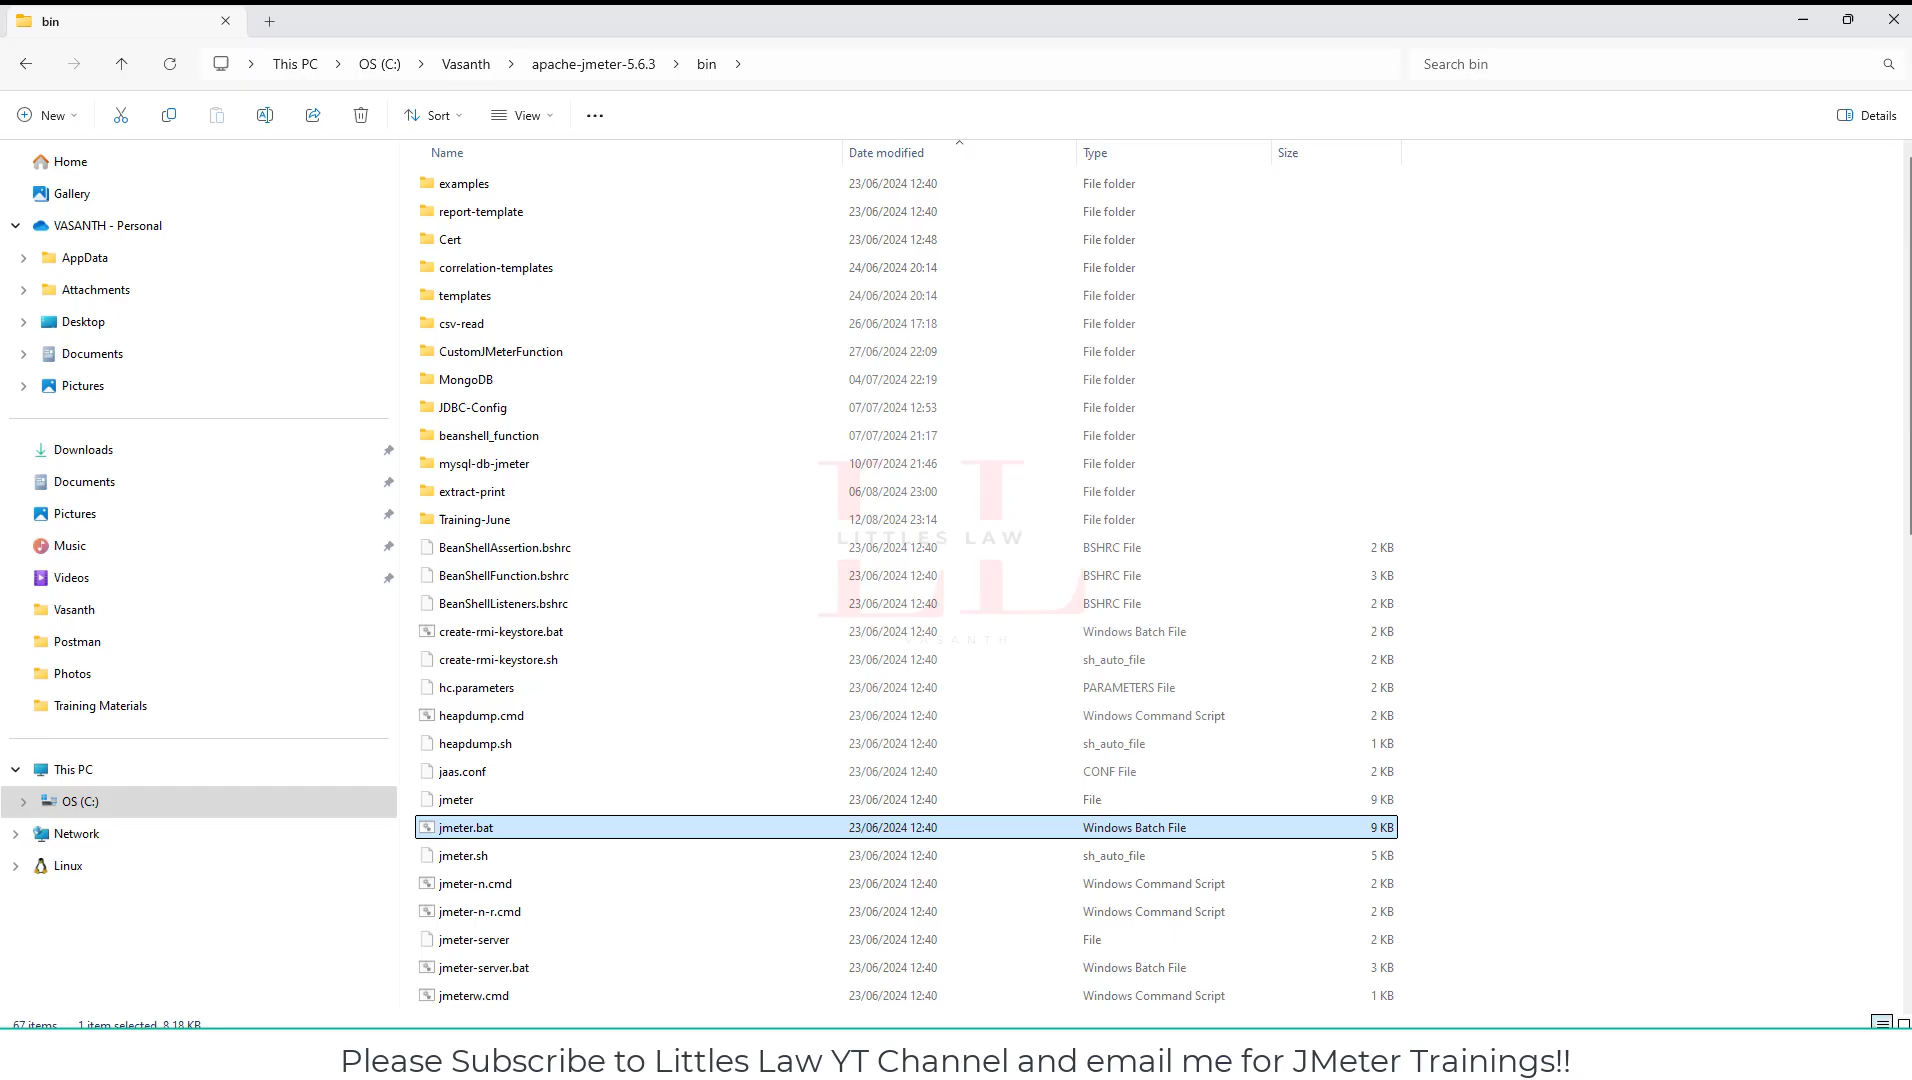 bin
This PC
OS (C:)
Vasanth
apache-jmeter-5.6.3
bin
Search bin
New
Sort
View
Details
Home
Gallery
VASANTH - Personal
AppData
Attachments
Desktop
Documents
Pictures
Downloads
Documents
Pictures
Music
Videos
Vasanth
Postman
Photos
Training Materials
This PC
OS (C:)
Network
Linux
Name Date modified Type Size
examples 23/06/2024 12:40 File folder
report-template 23/06/2024 12:40 File folder
Cert 23/06/2024 12:48 File folder
correlation-templates 24/06/2024 20:14 File folder
templates 24/06/2024 20:14 File folder
csv-read 26/06/2024 17:18 File folder
CustomJMeterFunction 27/06/2024 22:09 File folder
MongoDB 04/07/2024 22:19 File folder
JDBC-Config 07/07/2024 12:53 File folder
beanshell_function 07/07/2024 21:17 File folder
mysql-db-jmeter 10/07/2024 21:46 File folder
extract-print 06/08/2024 23:00 File folder
Training-June 12/08/2024 23:14 File folder
BeanShellAssertion.bshrc 23/06/2024 12:40 BSHRC File 2 KB
BeanShellFunction.bshrc 23/06/2024 12:40 BSHRC File 3 KB
BeanShellListeners.bshrc 23/06/2024 12:40 BSHRC File 2 KB
create-rmi-keystore.bat 23/06/2024 12:40 Windows Batch File 2 KB
create-rmi-keystore.sh 23/06/2024 12:40 sh_auto_file 2 KB
hc.parameters 23/06/2024 12:40 PARAMETERS File 2 KB
heapdump.cmd 23/06/2024 12:40 Windows Command Script 2 KB
heapdump.sh 23/06/2024 12:40 sh_auto_file 1 KB
jaas.conf 23/06/2024 12:40 CONF File 2 KB
jmeter 23/06/2024 12:40 File 9 KB
jmeter.bat 23/06/2024 12:40 Windows Batch File 9 KB
jmeter.sh 23/06/2024 12:40 sh_auto_file 5 KB
jmeter-n.cmd 23/06/2024 12:40 Windows Command Script 2 KB
jmeter-n-r.cmd 23/06/2024 12:40 Windows Command Script 2 KB
jmeter-server 23/06/2024 12:40 File 2 KB
jmeter-server.bat 23/06/2024 12:40 Windows Batch File 3 KB
jmeterw.cmd 23/06/2024 12:40 Windows Command Script 1 KB
LL
LITTLES LAW
VASANTH
67 items 1 item selected 8.18 KB
Please Subscribe to Littles Law YT Channel and email me for JMeter Trainings!!